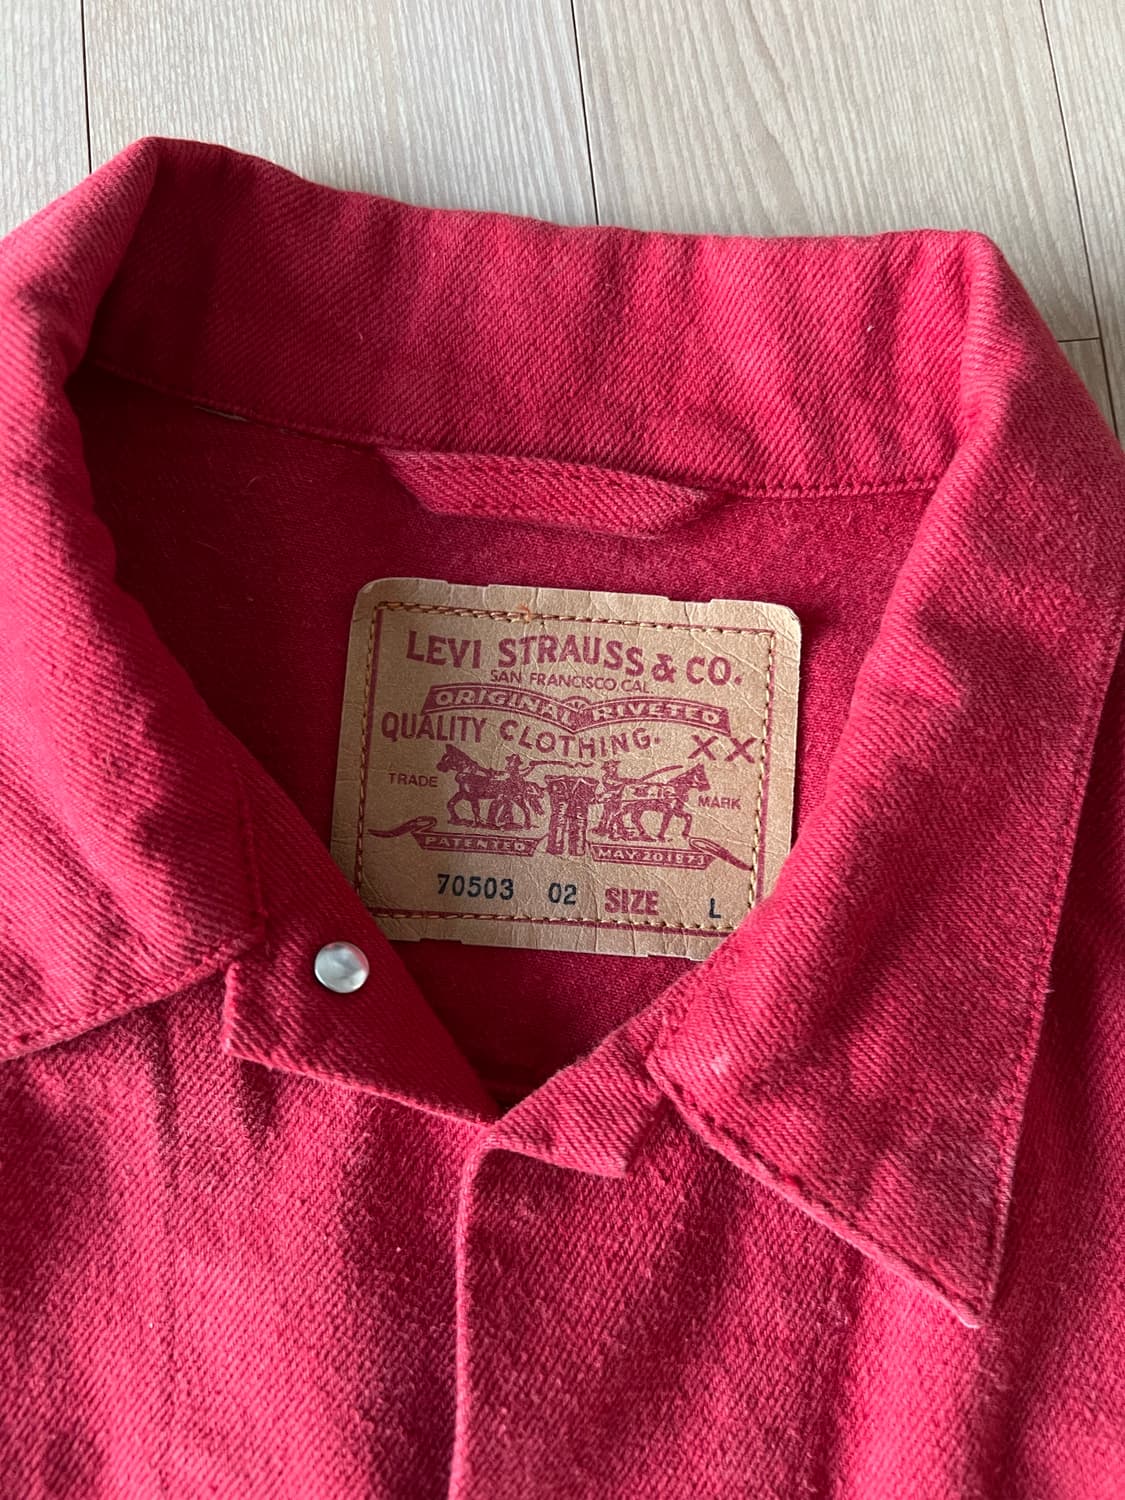 LEVI STRAUSS & CO.
SAN FRANCISCO, CAL.
ORIGINAL RIVETED
QUALITY CLOTHING. XX
TRADE MARK
PATENTED MAY 20 1873
70503 02 SIZE L